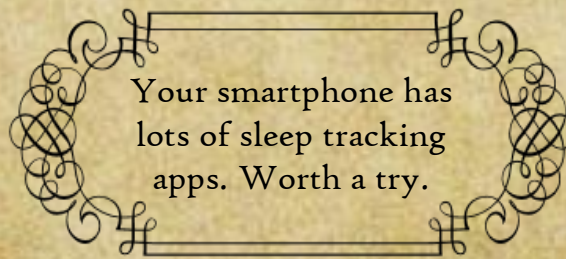 Your smartphone has
lots of sleep tracking
apps. Worth a try.